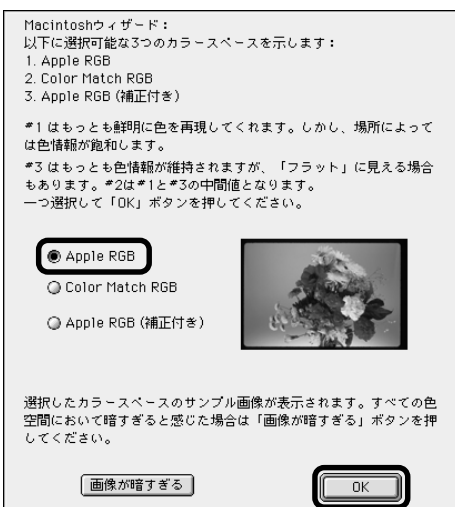 Macintoshウィザード：
以下に選択可能な3つのカラースペースを示します：
1. Apple RGB
2. Color Match RGB
3. Apple RGB (補正付き)
#1 はもっとも鮮明に色を再現してくれます。しかし、場所によって
は色情報が飽和します。
#3 はもっとも色情報が維持されますが、「フラット」に見える場合
もあります。#2は#1と#3の中間値となります。
一つ選択して「OK」ボタンを押してください。
Apple RGB
Color Match RGB
Apple RGB (補正付き)
選択したカラースペースのサンプル画像が表示されます。すべての色
空間において暗すぎると感じた場合は「画像が暗すぎる」ボタンを押
してください。
画像が暗すぎる
OK